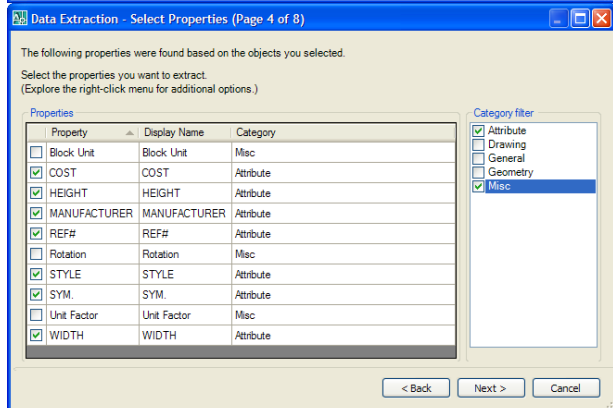 Data Extraction - Select Properties (Page 4 of 8)
The following properties were found based on the objects you selected.
Select the properties you want to extract.
(Explore the right-click menu for additional options.)
Properties
Property Display Name Category
Block Unit Block Unit Misc
COST COST Attribute
HEIGHT HEIGHT Attribute
MANUFACTURER MANUFACTURER Attribute
REF# REF# Attribute
Rotation Rotation Misc
STYLE STYLE Attribute
SYM. SYM. Attribute
Unit Factor Unit Factor Misc
WIDTH WIDTH Attribute
Category filter
Attribute
Drawing
General
Geometry
Misc
< Back Next > Cancel